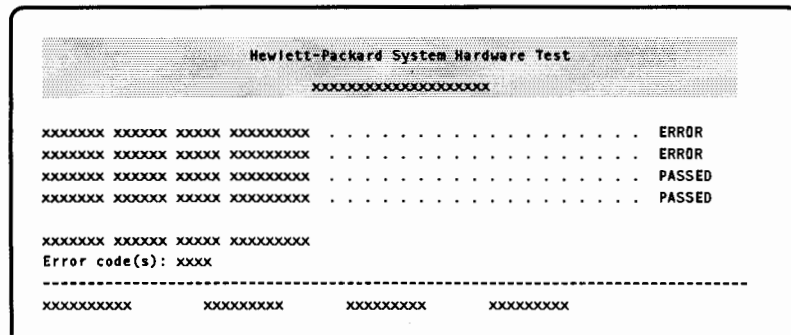 Hewlett-Packard System Hardware Test
xxxxxxxxxxxxxxxxxxxx
xxxxxxx xxxxxx xxxxx xxxxxxxxx . . . . . . . . . . . . . . . . . . ERROR
xxxxxxx xxxxxx xxxxx xxxxxxxxx . . . . . . . . . . . . . . . . . . ERROR
xxxxxxx xxxxxx xxxxx xxxxxxxxx . . . . . . . . . . . . . . . . . . PASSED
xxxxxxx xxxxxx xxxxx xxxxxxxxx . . . . . . . . . . . . . . . . . . PASSED
xxxxxxx xxxxxx xxxxx xxxxxxxxx
Error code(s): xxxx
xxxxxxxxxx xxxxxxxxx xxxxxxxxx xxxxxxxxx